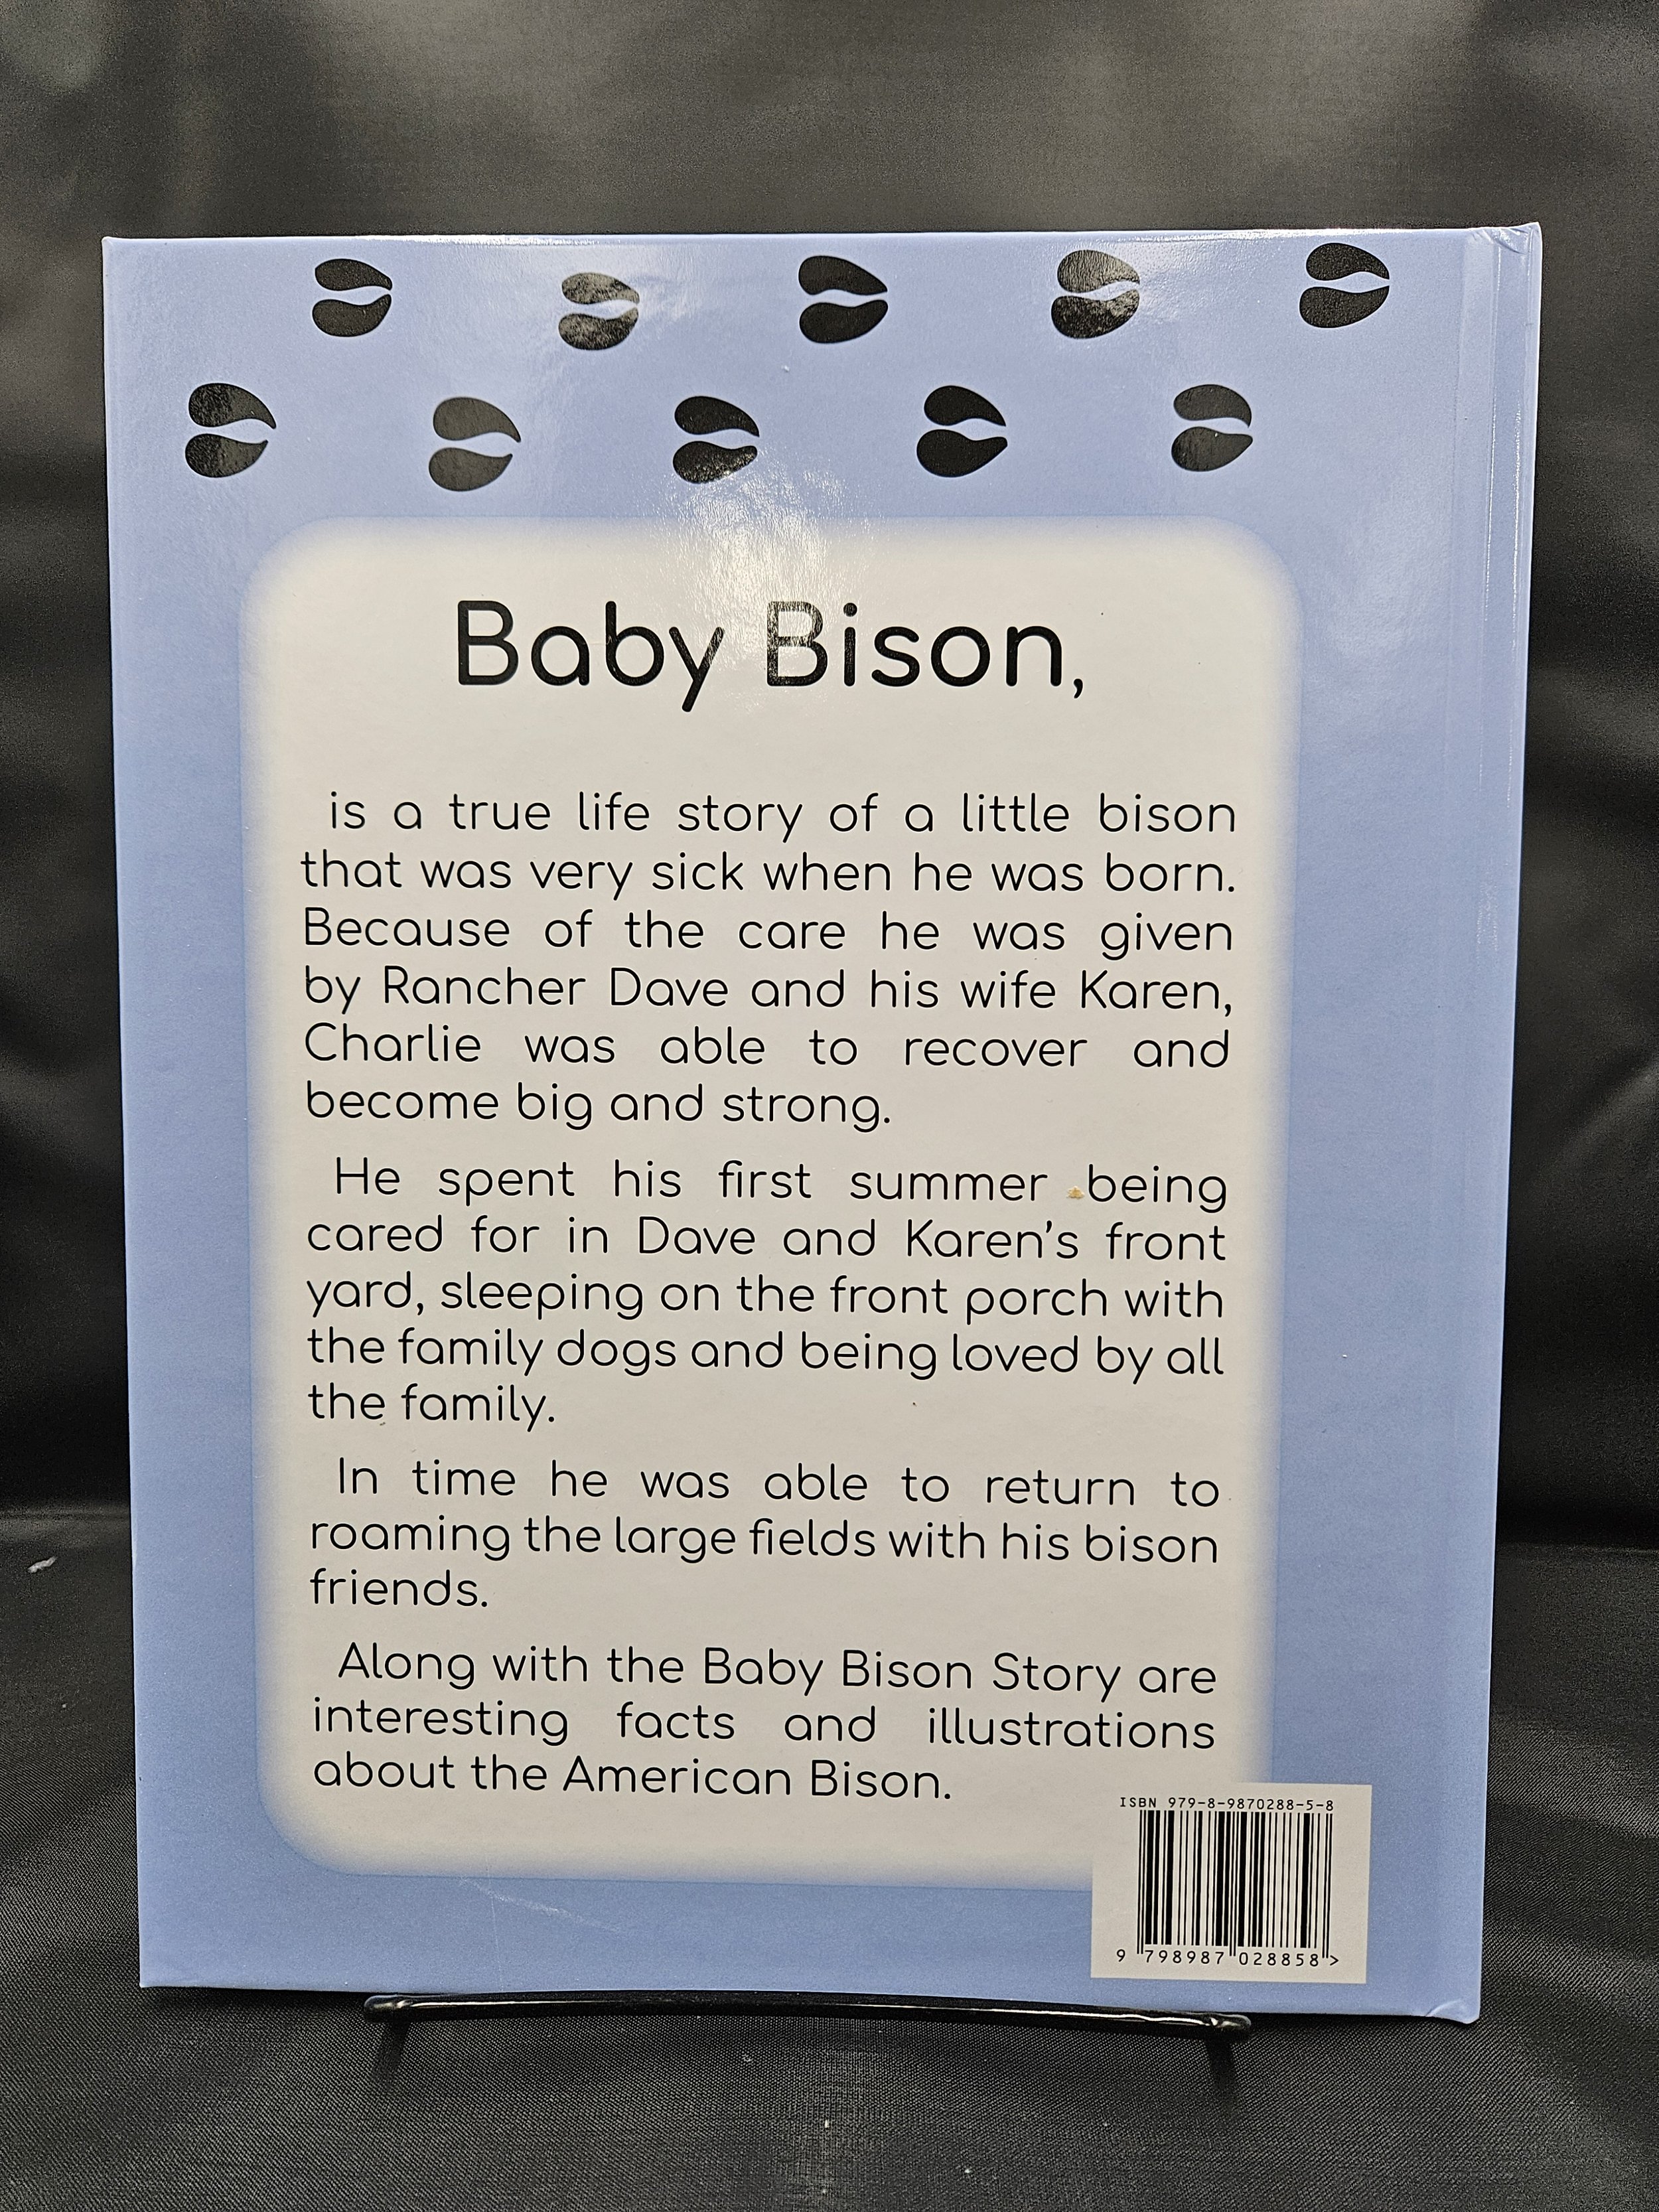 Baby Bison,
is a true life story of a little bison
that was very sick when he was born.
Because of the care he was given
by Rancher Dave and his wife Karen,
Charlie was able to recover and
become big and strong.
He spent his first summer being
cared for in Dave and Karen's front
yard, sleeping on the front porch with
the family dogs and being loved by all
the family.
In time he was able to return to
roaming the large fields with his bison
friends.
Along with the Baby Bison Story are
interesting facts and illustrations
about the American Bison.
ISBN 979-8-9870288-5-8
9 798987 028858 >